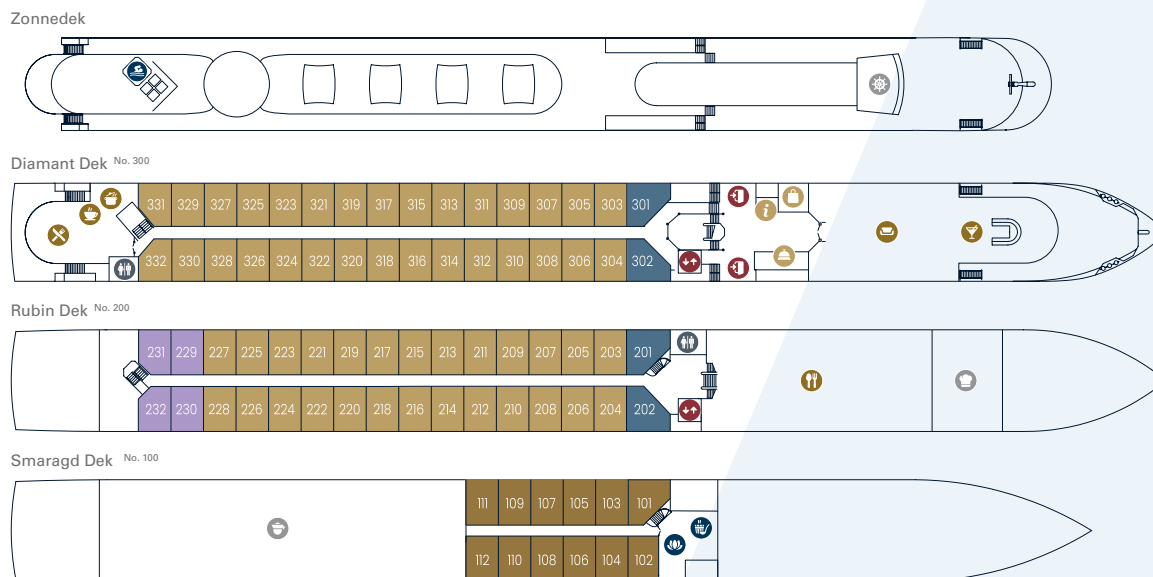 Zonnedek
Diamant Dek No. 300
331 329 327 325 323 321 319 317 315 313 311 309 307 305 303 301
i
332 330 328 326 324 322 320 318 316 314 312 310 308 306 304 302
Rubin Dek No. 200
231 229 227 225 223 221 219 217 215 213 211 209 207 205 203 201
232 230 228 226 224 222 220 218 216 214 212 210 208 206 204 202
Smaragd Dek No. 100
111 109 107 105 103 101
112 110 108 106 104 102